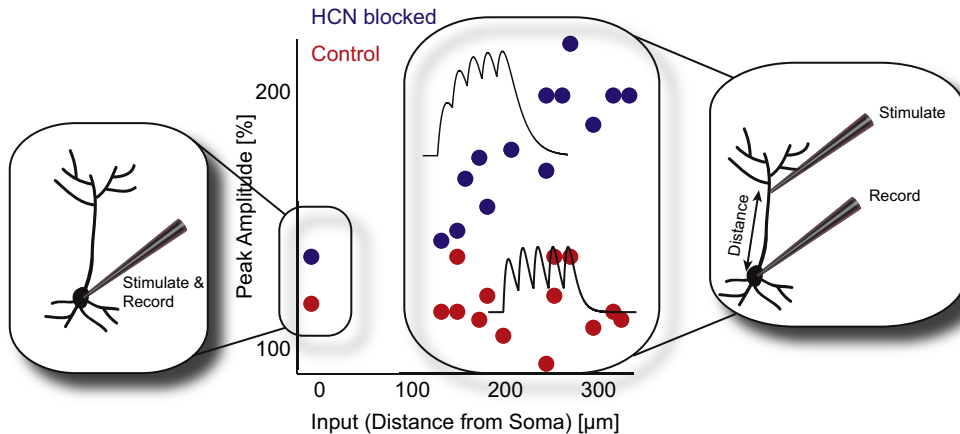 HCN blocked
Control
200
100
Peak Amplitude [%]
0
100
200
300
Input (Distance from Soma) [µm]
Stimulate &
Record
Stimulate
Record
Distance